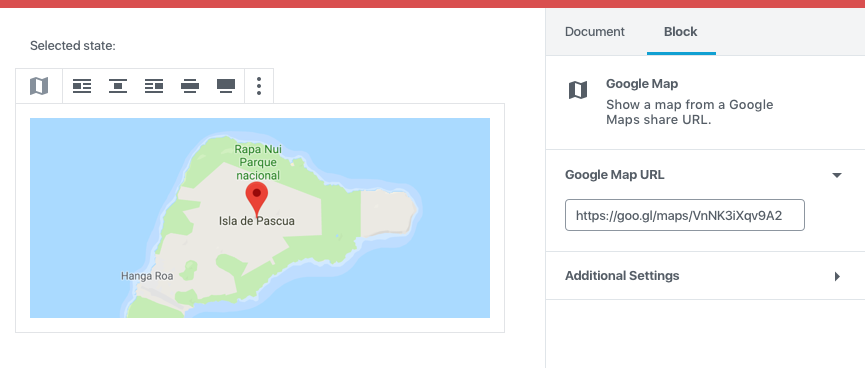 Selected state:
Rapa Nui
Parque
nacional
Isla de Pascua
Hanga Roa
Document
Block
Google Map
Show a map from a Google
Maps share URL.
Google Map URL
https://goo.gl/maps/VnNK3iXqv9A2
Additional Settings